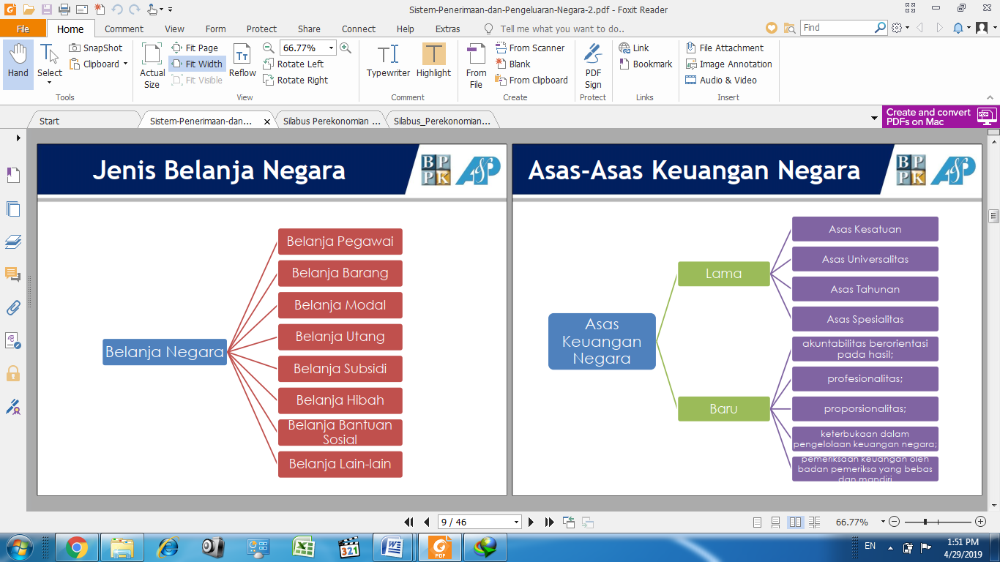 Sistem-Penerimaan-dan-Pengeluaran-Negara-2.pdf - Foxit Reader
File
Home
Comment
View
Form
Protect
Share
Connect
Help
Extras
Tell me what you want to do..
Find
Hand
Select
SnapShot
Clipboard
Tools
Actual
Size
Fit Page
Fit Width
Fit Visible
Reflow
66.77%
Rotate Left
Rotate Right
View
Typewriter
Highlight
Comment
From
File
From Scanner
Blank
From Clipboard
Create
PDF
Sign
Protect
Link
Bookmark
Links
File Attachment
Image Annotation
Audio & Video
Insert
Start
Sistem-Penerimaan-dan...
Silabus Perekonomian ...
Silabus_Perekonomian...
Create and convert
PDFs on Mac
Jenis Belanja Negara
BP
PK
A&P
Belanja Negara
Belanja Pegawai
Belanja Barang
Belanja Modal
Belanja Utang
Belanja Subsidi
Belanja Hibah
Belanja Bantuan
Sosial
Belanja Lain-lain
Asas-Asas Keuangan Negara
BP
PK
A&P
Asas
Keuangan
Negara
Lama
Asas Kesatuan
Asas Universalitas
Asas Tahunan
Asas Spesialitas
Baru
akuntabilitas berorientasi
pada hasil;
profesionalitas;
proporsionalitas;
keterbukaan dalam
pengelolaan keuangan negara;
pemeriksaan keuangan oleh
badan pemeriksa yang bebas
dan mandiri
9 / 46
66.77%
321
PDF
EN
1:51 PM
4/29/2019